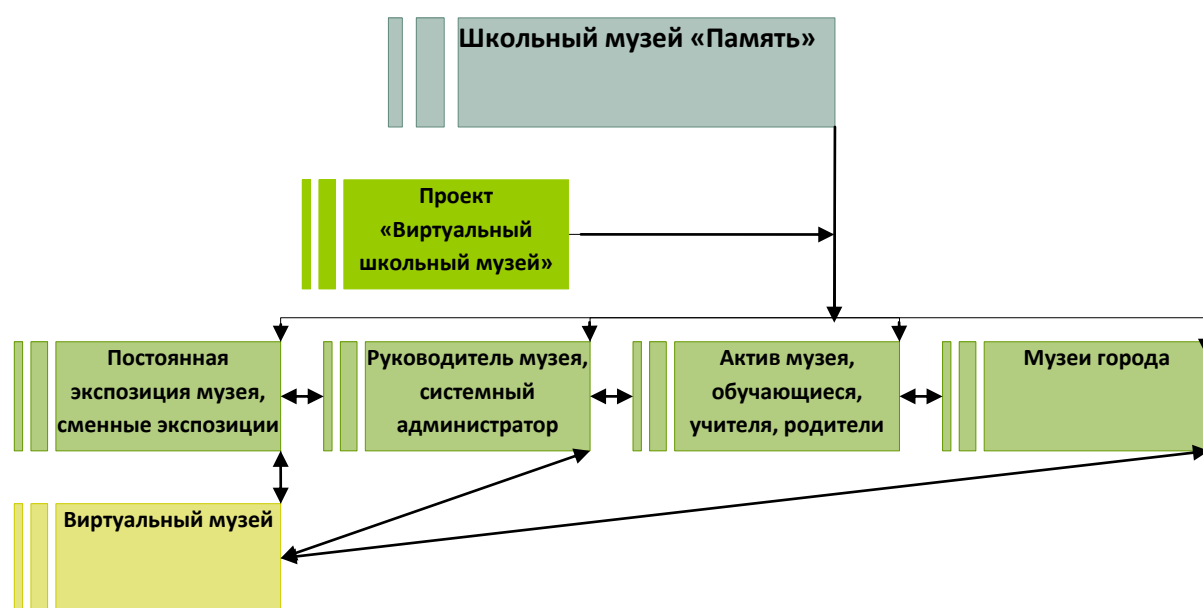 Школьный музей «Память»
Проект
«Виртуальный
школьный музей»
Постоянная
экспозиция музея,
сменные экспозиции
Руководитель музея,
системный
администратор
Актив музея,
обучающиеся,
учителя, родители
Музеи города
Виртуальный музей